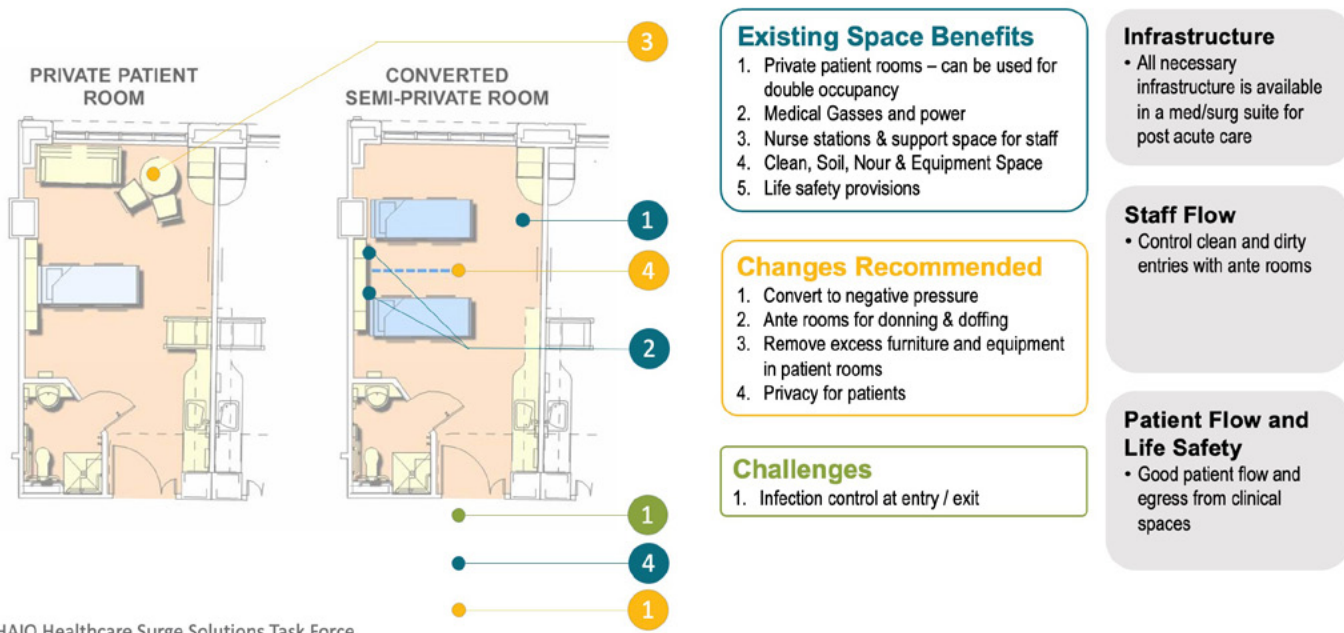 PRIVATE PATIENT
ROOM
CONVERTED
SEMI-PRIVATE ROOM
3
1
4
2
1
4
1
Existing Space Benefits
1. Private patient rooms – can be used for
double occupancy
2. Medical Gasses and power
3. Nurse stations & support space for staff
4. Clean, Soil, Nour & Equipment Space
5. Life safety provisions
Changes Recommended
1. Convert to negative pressure
2. Ante rooms for donning & doffing
3. Remove excess furniture and equipment
in patient rooms
4. Privacy for patients
Challenges
1. Infection control at entry / exit
Infrastructure
• All necessary
infrastructure is available
in a med/surg suite for
post acute care
Staff Flow
• Control clean and dirty
entries with ante rooms
Patient Flow and
Life Safety
• Good patient flow and
egress from clinical
spaces
Healthcare Surge Solutions Task Force